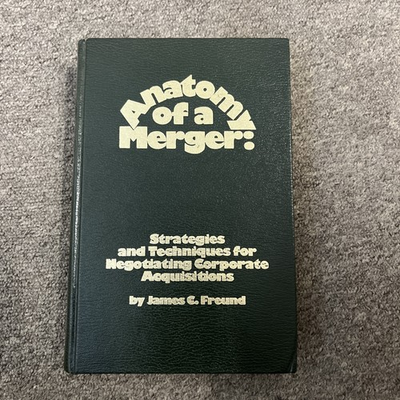 Anatomy
of a
Merger:
Strategies
and Techniques for
Negotiating Corporate
Acquisitions
by James C. Freund